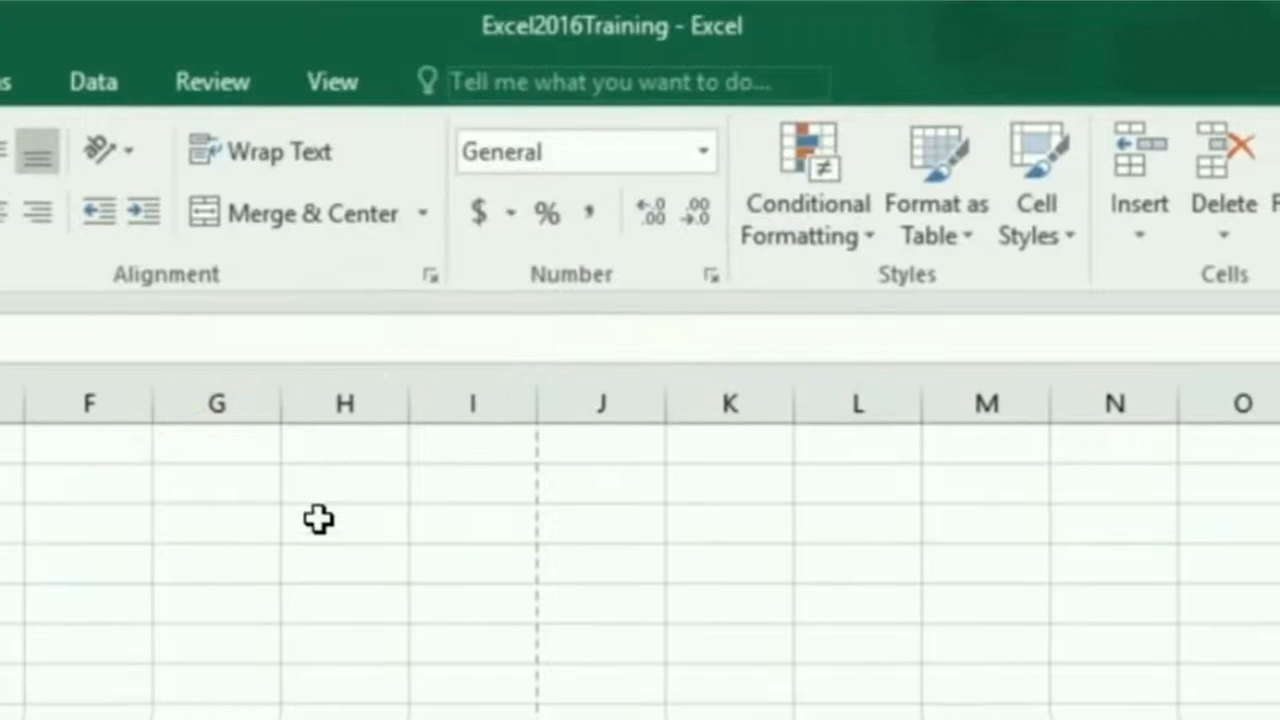 Excel2016Training - Excel
Data Review View Tell me what you want to do...
Wrap Text
General
Merge & Center
$ % ,
Conditional Formatting
Format as Table
Cell Styles
Insert
Delete
Alignment Number Styles Cells
F G H I J K L M N O